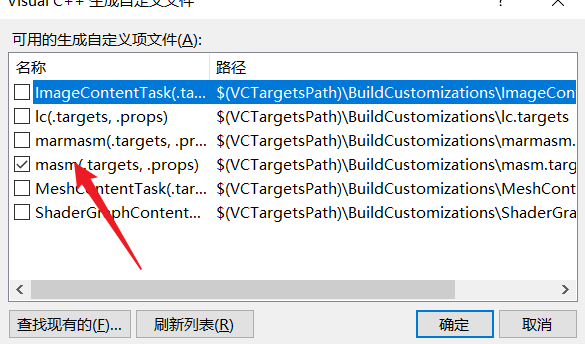 Visual C++ 生成自定义文件
可用的生成自定义项文件(A):
名称 路径
ImageContentTask(.ta... $(VCTargetsPath)\BuildCustomizations\ImageCont
lc(.targets, .props) $(VCTargetsPath)\BuildCustomizations\lc.targets
marmasm(.targets, .pr... $(VCTargetsPath)\BuildCustomizations\marmasm.t
masm(.targets, .props) $(VCTargetsPath)\BuildCustomizations\masm.targ
MeshContentTask(.tar... $(VCTargetsPath)\BuildCustomizations\MeshCont
ShaderGraphContent... $(VCTargetsPath)\BuildCustomizations\ShaderGra
查找现有的(F)... 刷新列表(R) 确定 取消